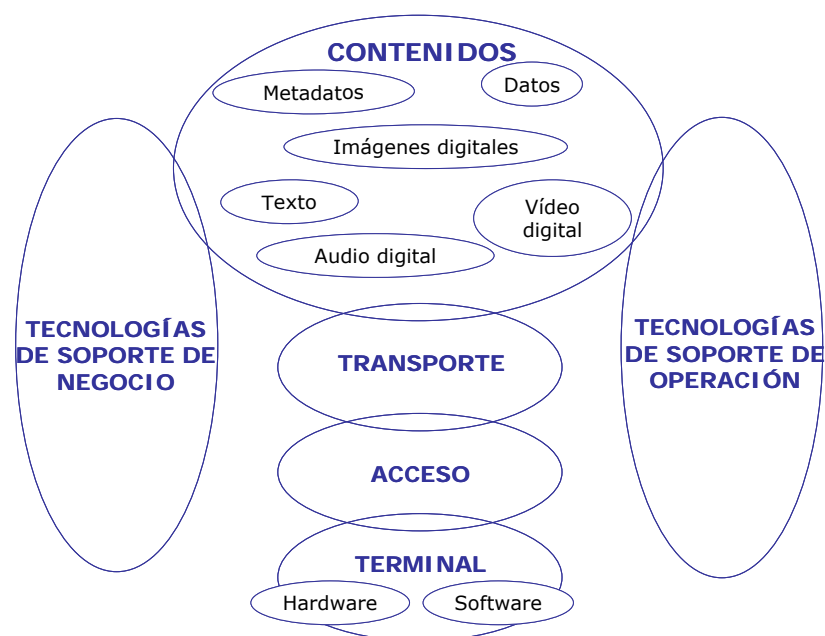 CONTENIDOS
Metadatos
Datos
Imágenes digitales
Texto
Vídeo
digital
Audio digital
TECNOLOGÍAS
DE SOPORTE DE
NEGOCIO
TRANSPORTE
TECNOLOGÍAS
DE SOPORTE DE
OPERACIÓN
ACCESO
TERMINAL
Hardware
Software